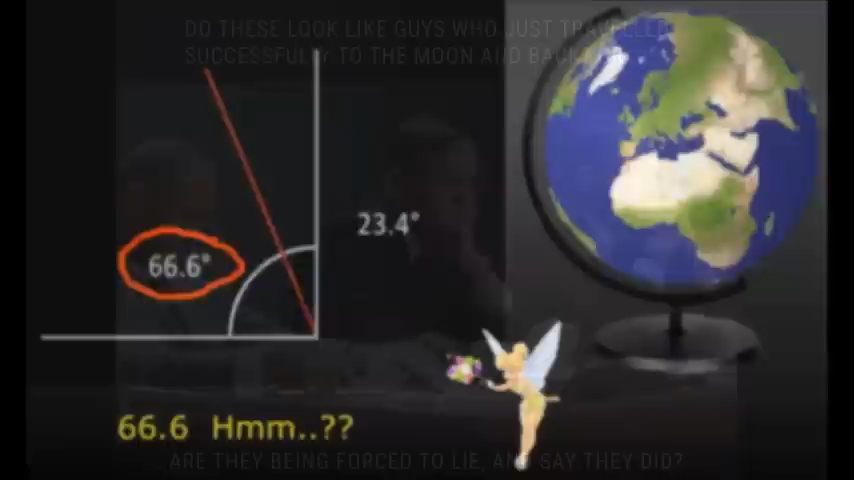 DO THESE LOOK LIKE GUYS WHO JUST TRAVELLED
SUCCESSFULLY TO THE MOON AND BACK
23.4°
66.6°
66.6 Hmm..??
ARE THEY BEING FORCED TO LIE, AND SAY THEY DID?